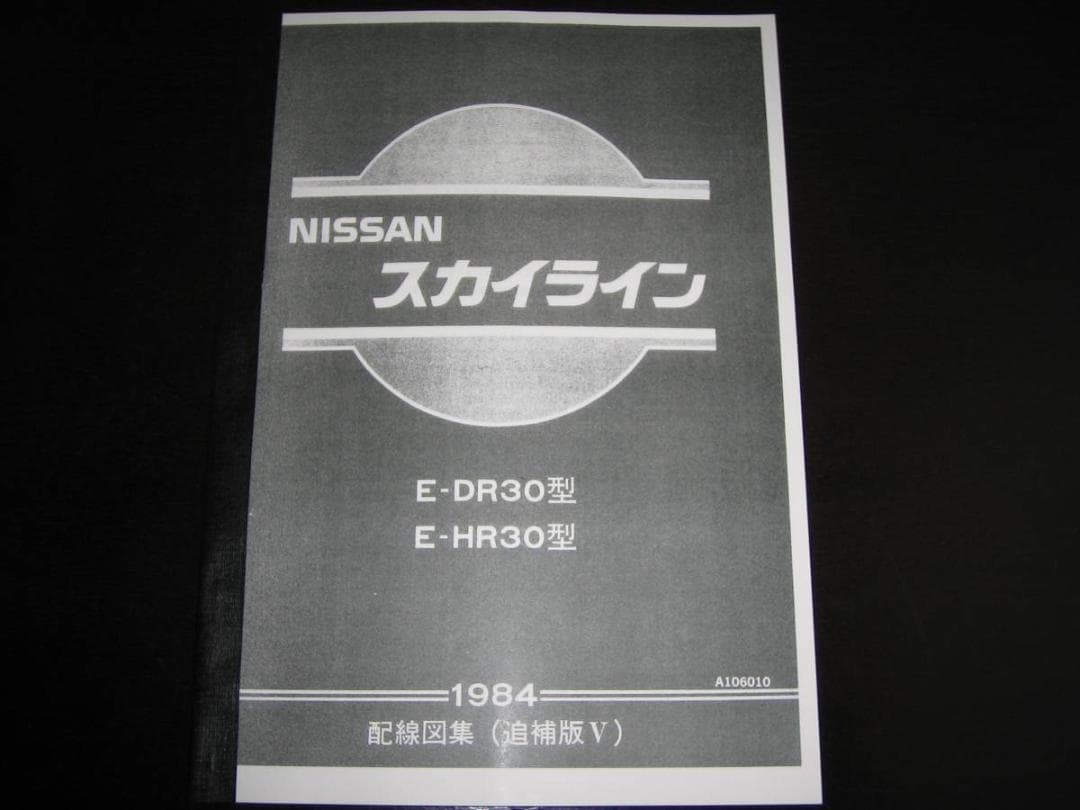 NISSAN
スカイライン
E-DR30型
E-HR30型
A106010
1984
配線図集（追補版Ⅴ）